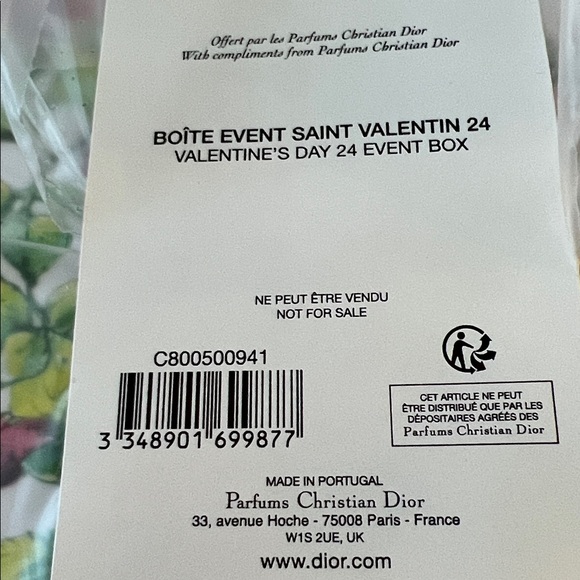 Offert par les Parfums Christian Dior
With compliments from Parfums Christian Dior
BOÎTE EVENT SAINT VALENTIN 24
VALENTINE'S DAY 24 EVENT BOX
NE PEUT ÊTRE VENDU
NOT FOR SALE
C800500941
3 348901 699877
CET ARTICLE NE PEUT
ÊTRE DISTRIBUÉ QUE PAR LES
DÉPOSITAIRES AGRÉÉS DES
Parfums Christian Dior
MADE IN PORTUGAL
Parfums Christian Dior
33, avenue Hoche - 75008 Paris - France
W1S 2UE, UK
www.dior.com